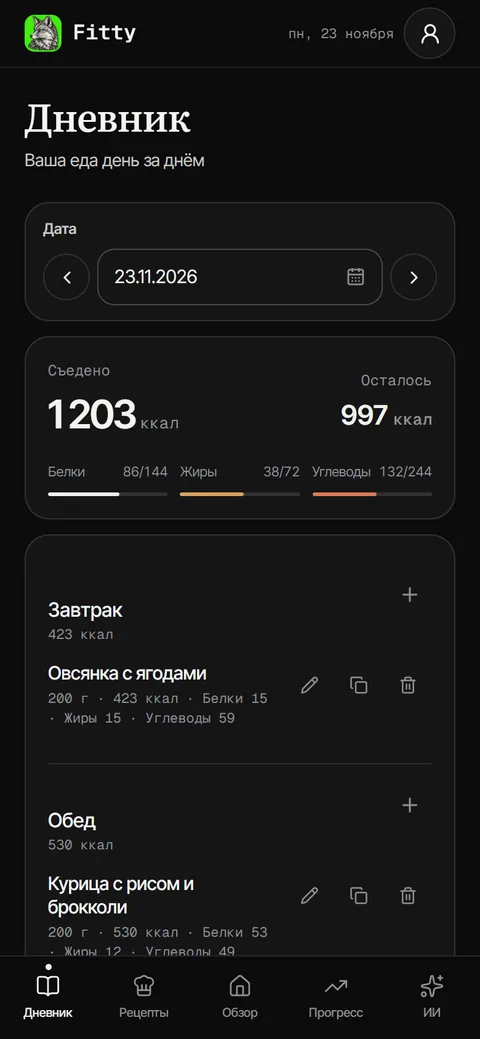 Fitty
пн, 23 ноября
Дневник
Ваша еда день за днём
Дата
23.11.2026
Съедено
1203 ккал
Осталось
997 ккал
Белки 86/144
Жиры 38/72
Углеводы 132/244
Завтрак
423 ккал
Овсянка с ягодами
200 г · 423 ккал · Белки 15
· Жиры 15 · Углеводы 59
Обед
530 ккал
Курица с рисом и
брокколи
200 г · 530 ккал · Белки 53
· Жиры 12 · Углеводы 49
Дневник
Рецепты
Обзор
Прогресс
ИИ